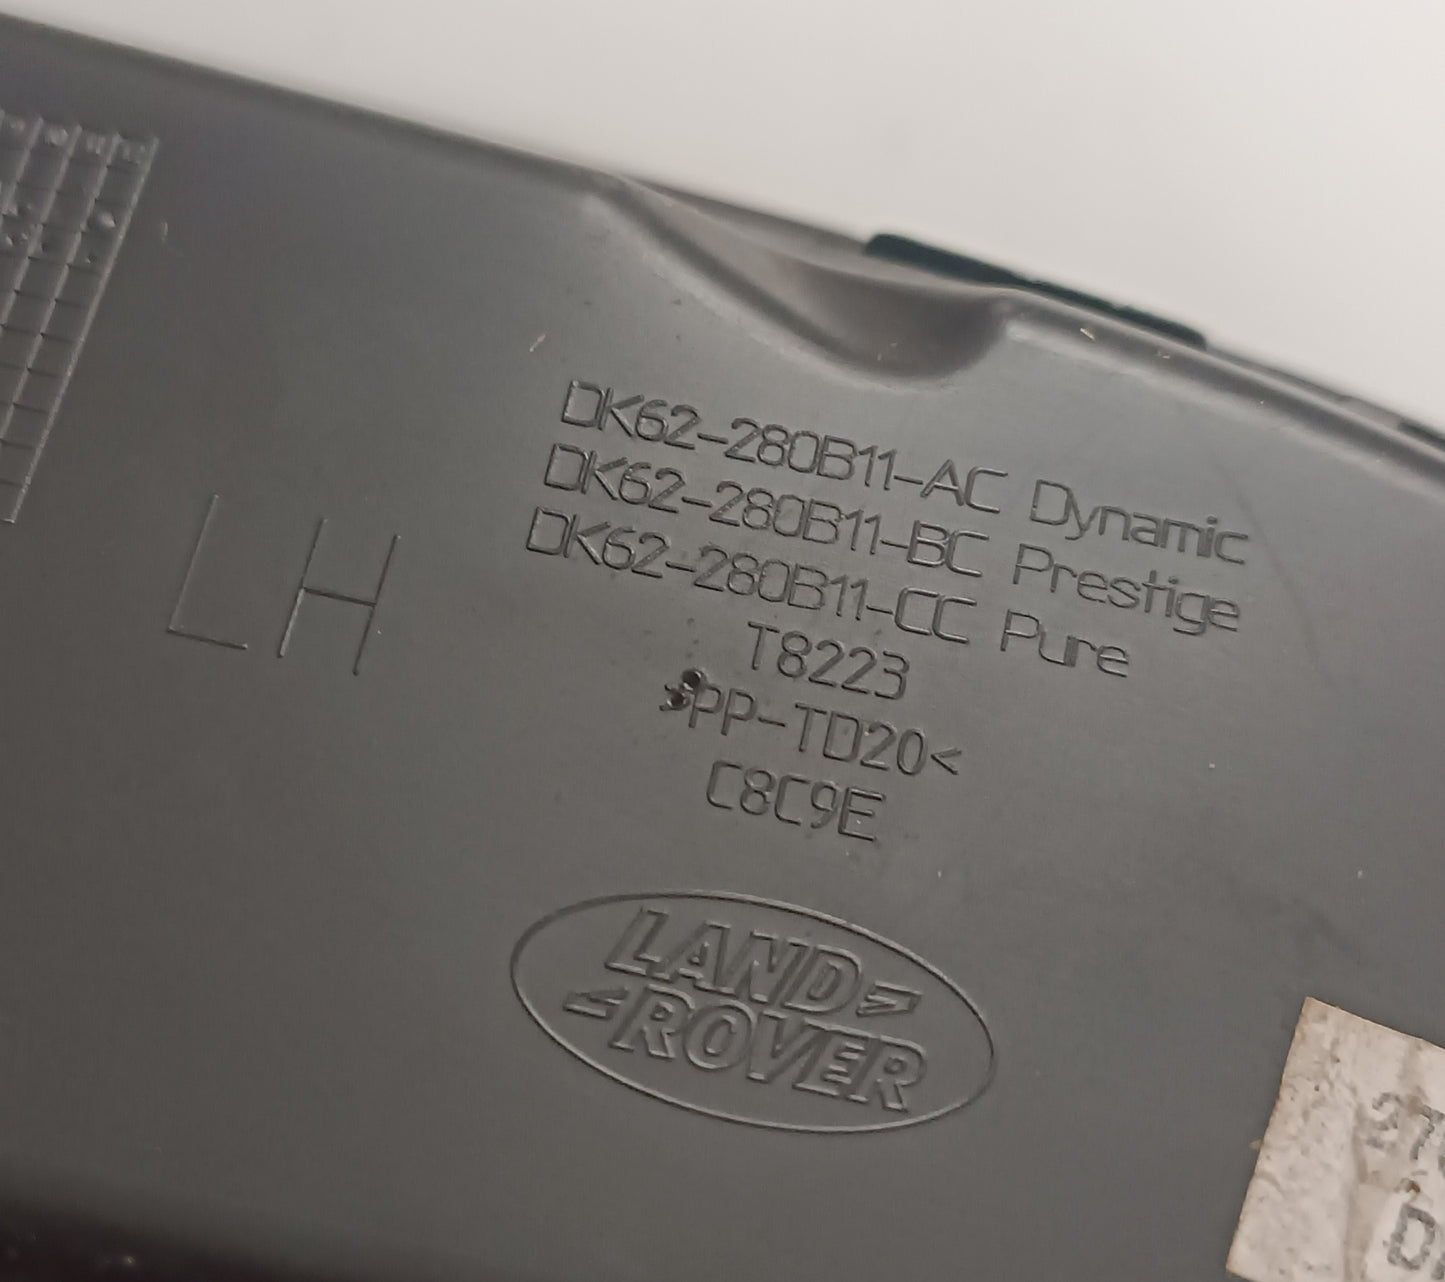 DK62-280B11-AC Dynamic
DK62-280B11-BC Prestige
DK62-280B11-CC Pure
T8223
>PP-TD20<
C8C9E
LH
LAND
ROVER